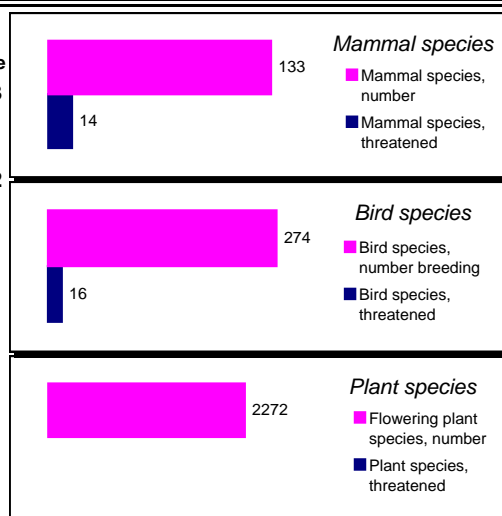 Mammal species
133
14
Mammal species,
number
Mammal species,
threatened
Bird species
274
16
Bird species,
number breeding
Bird species,
threatened
Plant species
2272
Flowering plant
species, number
Plant species,
threatened